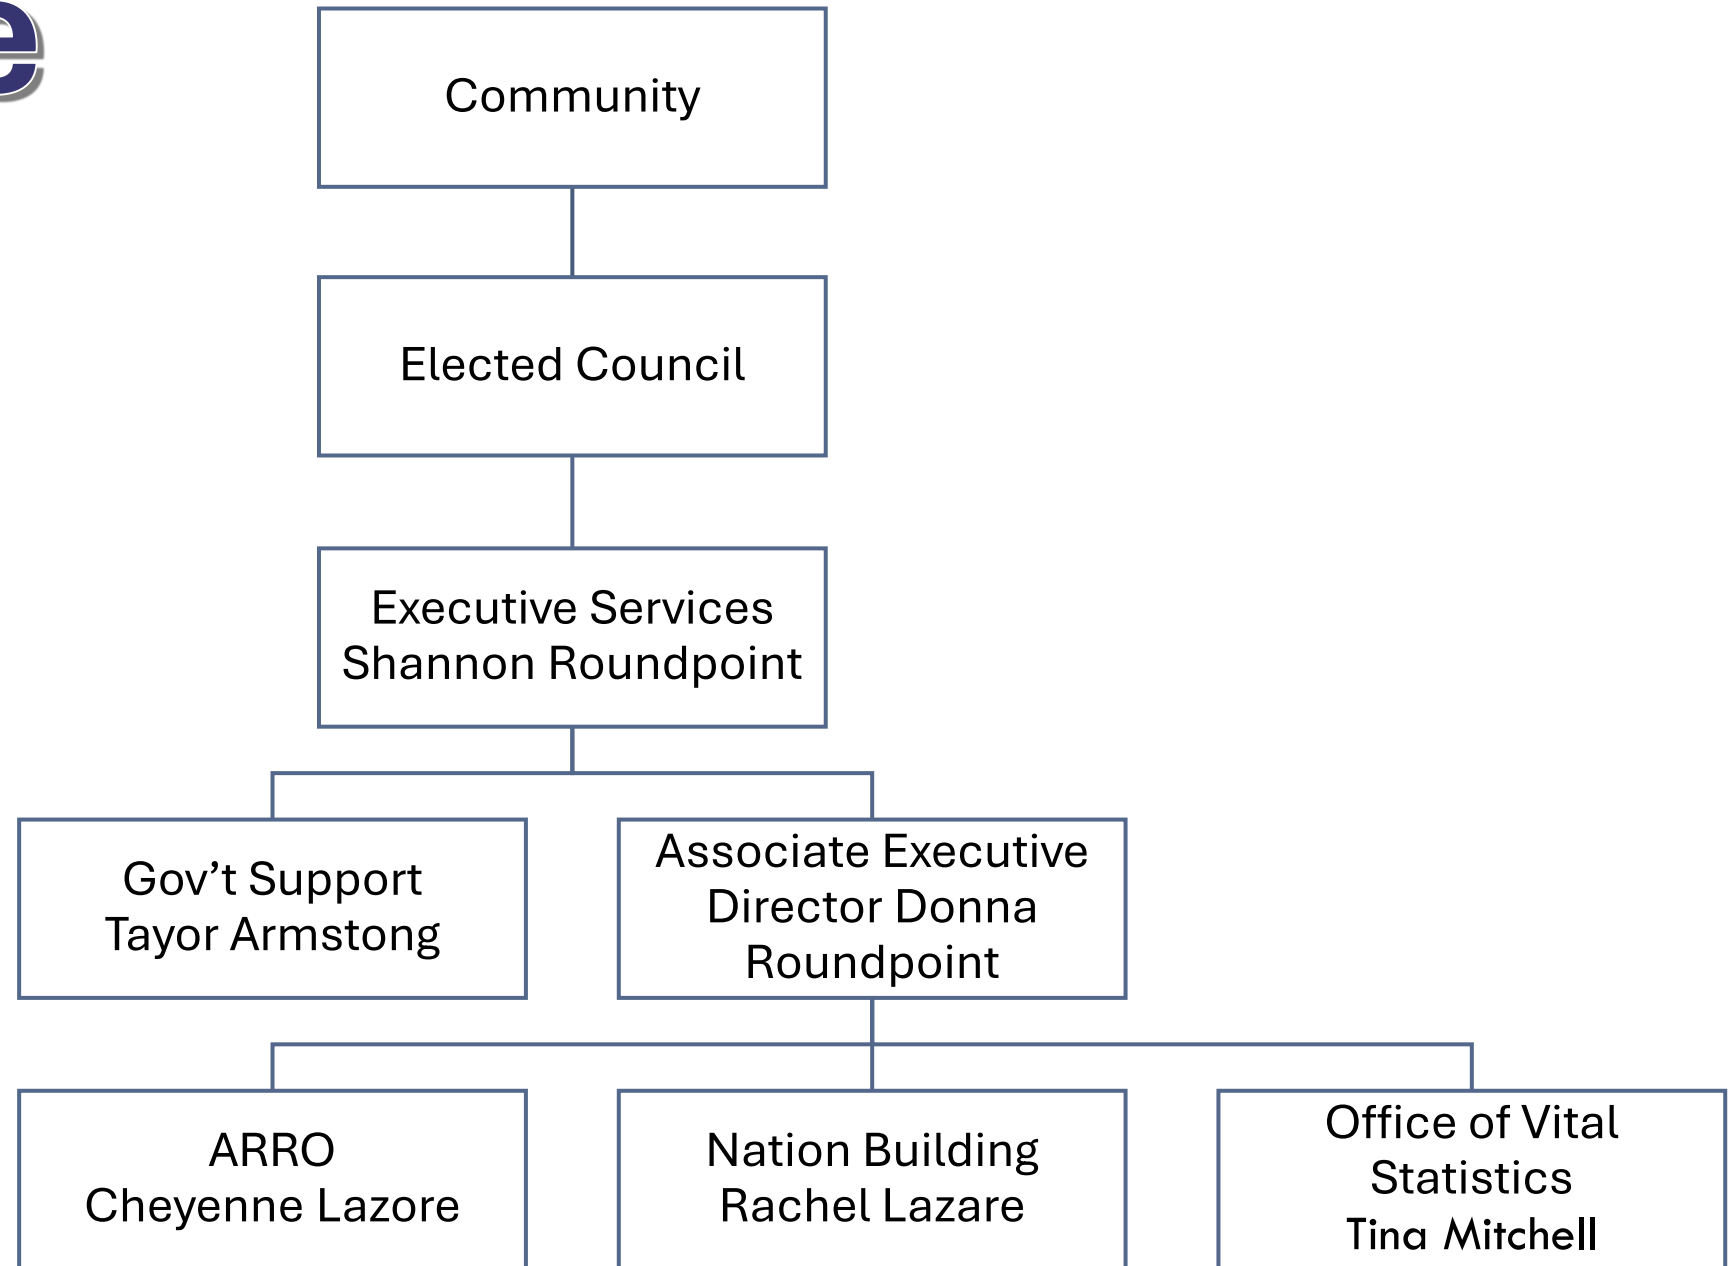 e
Community
Elected Council
Executive Services
Shannon Roundpoint
Gov’t Support
Tayor Armstong
Associate Executive
Director Donna
Roundpoint
ARRO
Cheyenne Lazore
Nation Building
Rachel Lazare
Office of Vital
Statistics
Tina Mitchell